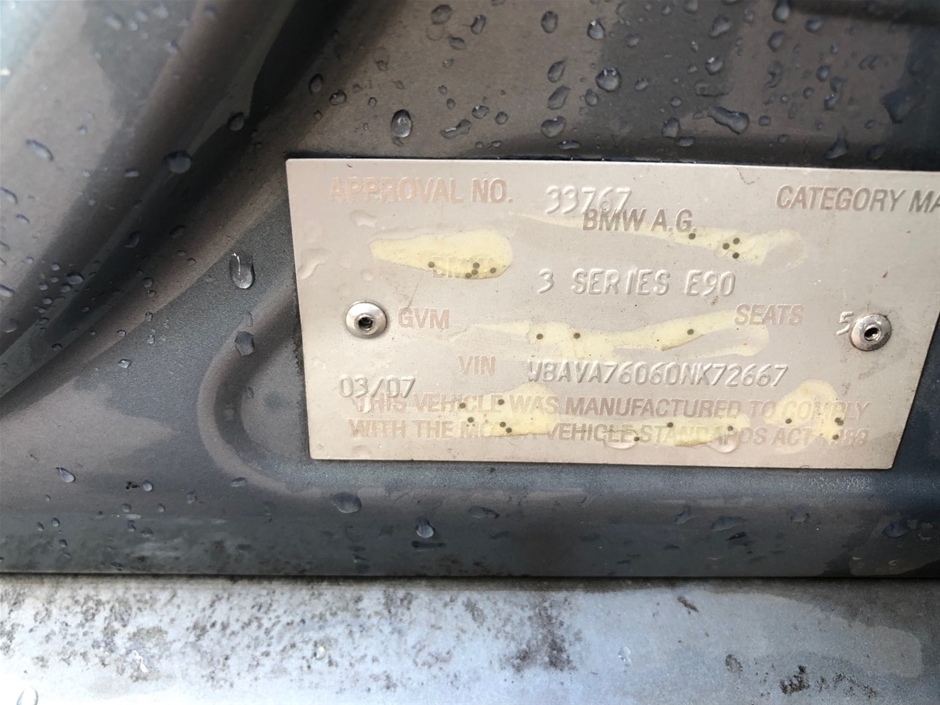 APPROVAL NO. 33767 CATEGORY MA
BMW A.G.
BMW
3 SERIES E90
GVM SEATS 5
VIN WBAVA76060NK72667
03/07
THIS VEHICLE WAS MANUFACTURED TO COMPLY
WITH THE MOTOR VEHICLE STANDARDS ACT 1989